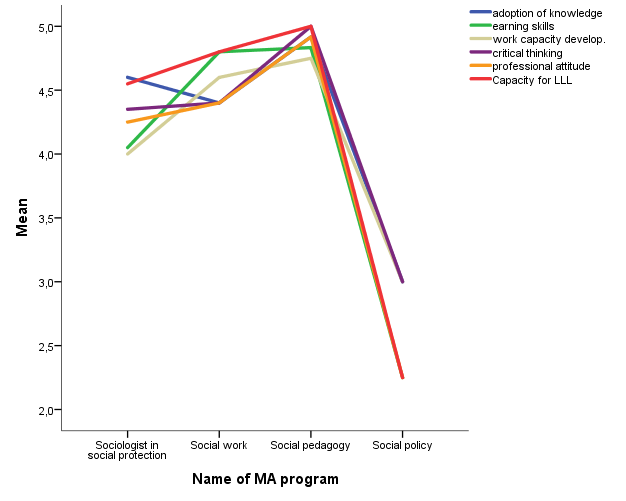 adoption of knowledge
earning skills
work capacity develop.
critical thinking
professional attitude
Capacity for LLL
5,0
4,5
4,0
3,5
3,0
2,5
2,0
Mean
Sociologist in
social protection
Social work
Social pedagogy
Social policy
Name of MA program